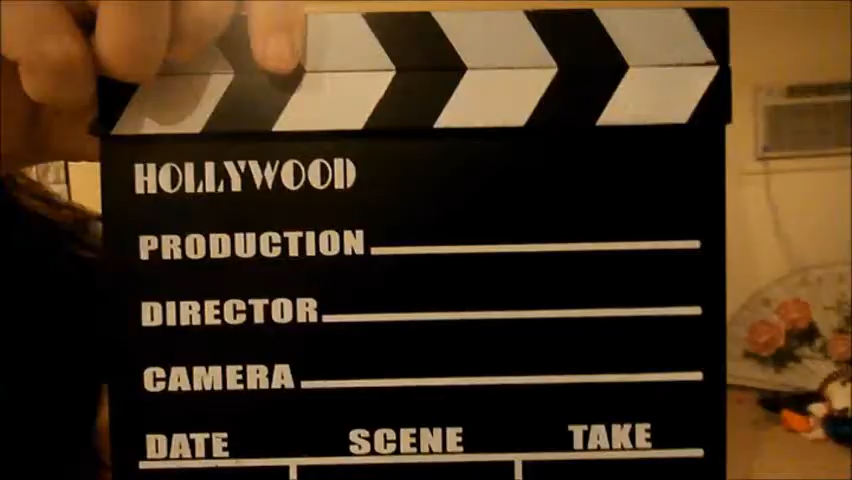 HOLLYWOOD
PRODUCTION
DIRECTOR
CAMERA
DATE SCENE TAKE